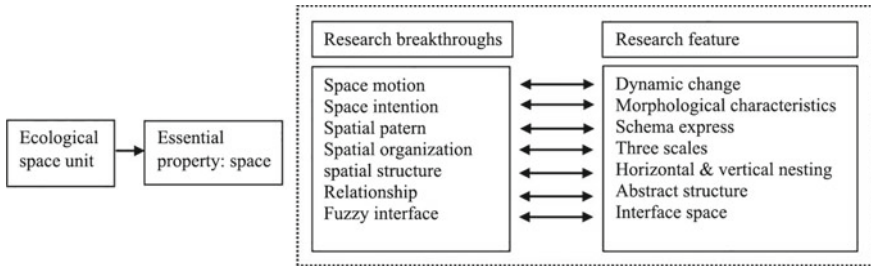 Ecological
space unit
Essential
property: space
Research breakthroughs
Space motion
Space intention
Spatial patern
Spatial organization
spatial structure
Relationship
Fuzzy interface
Research feature
Dynamic change
Morphological characteristics
Schema express
Three scales
Horizontal & vertical nesting
Abstract structure
Interface space